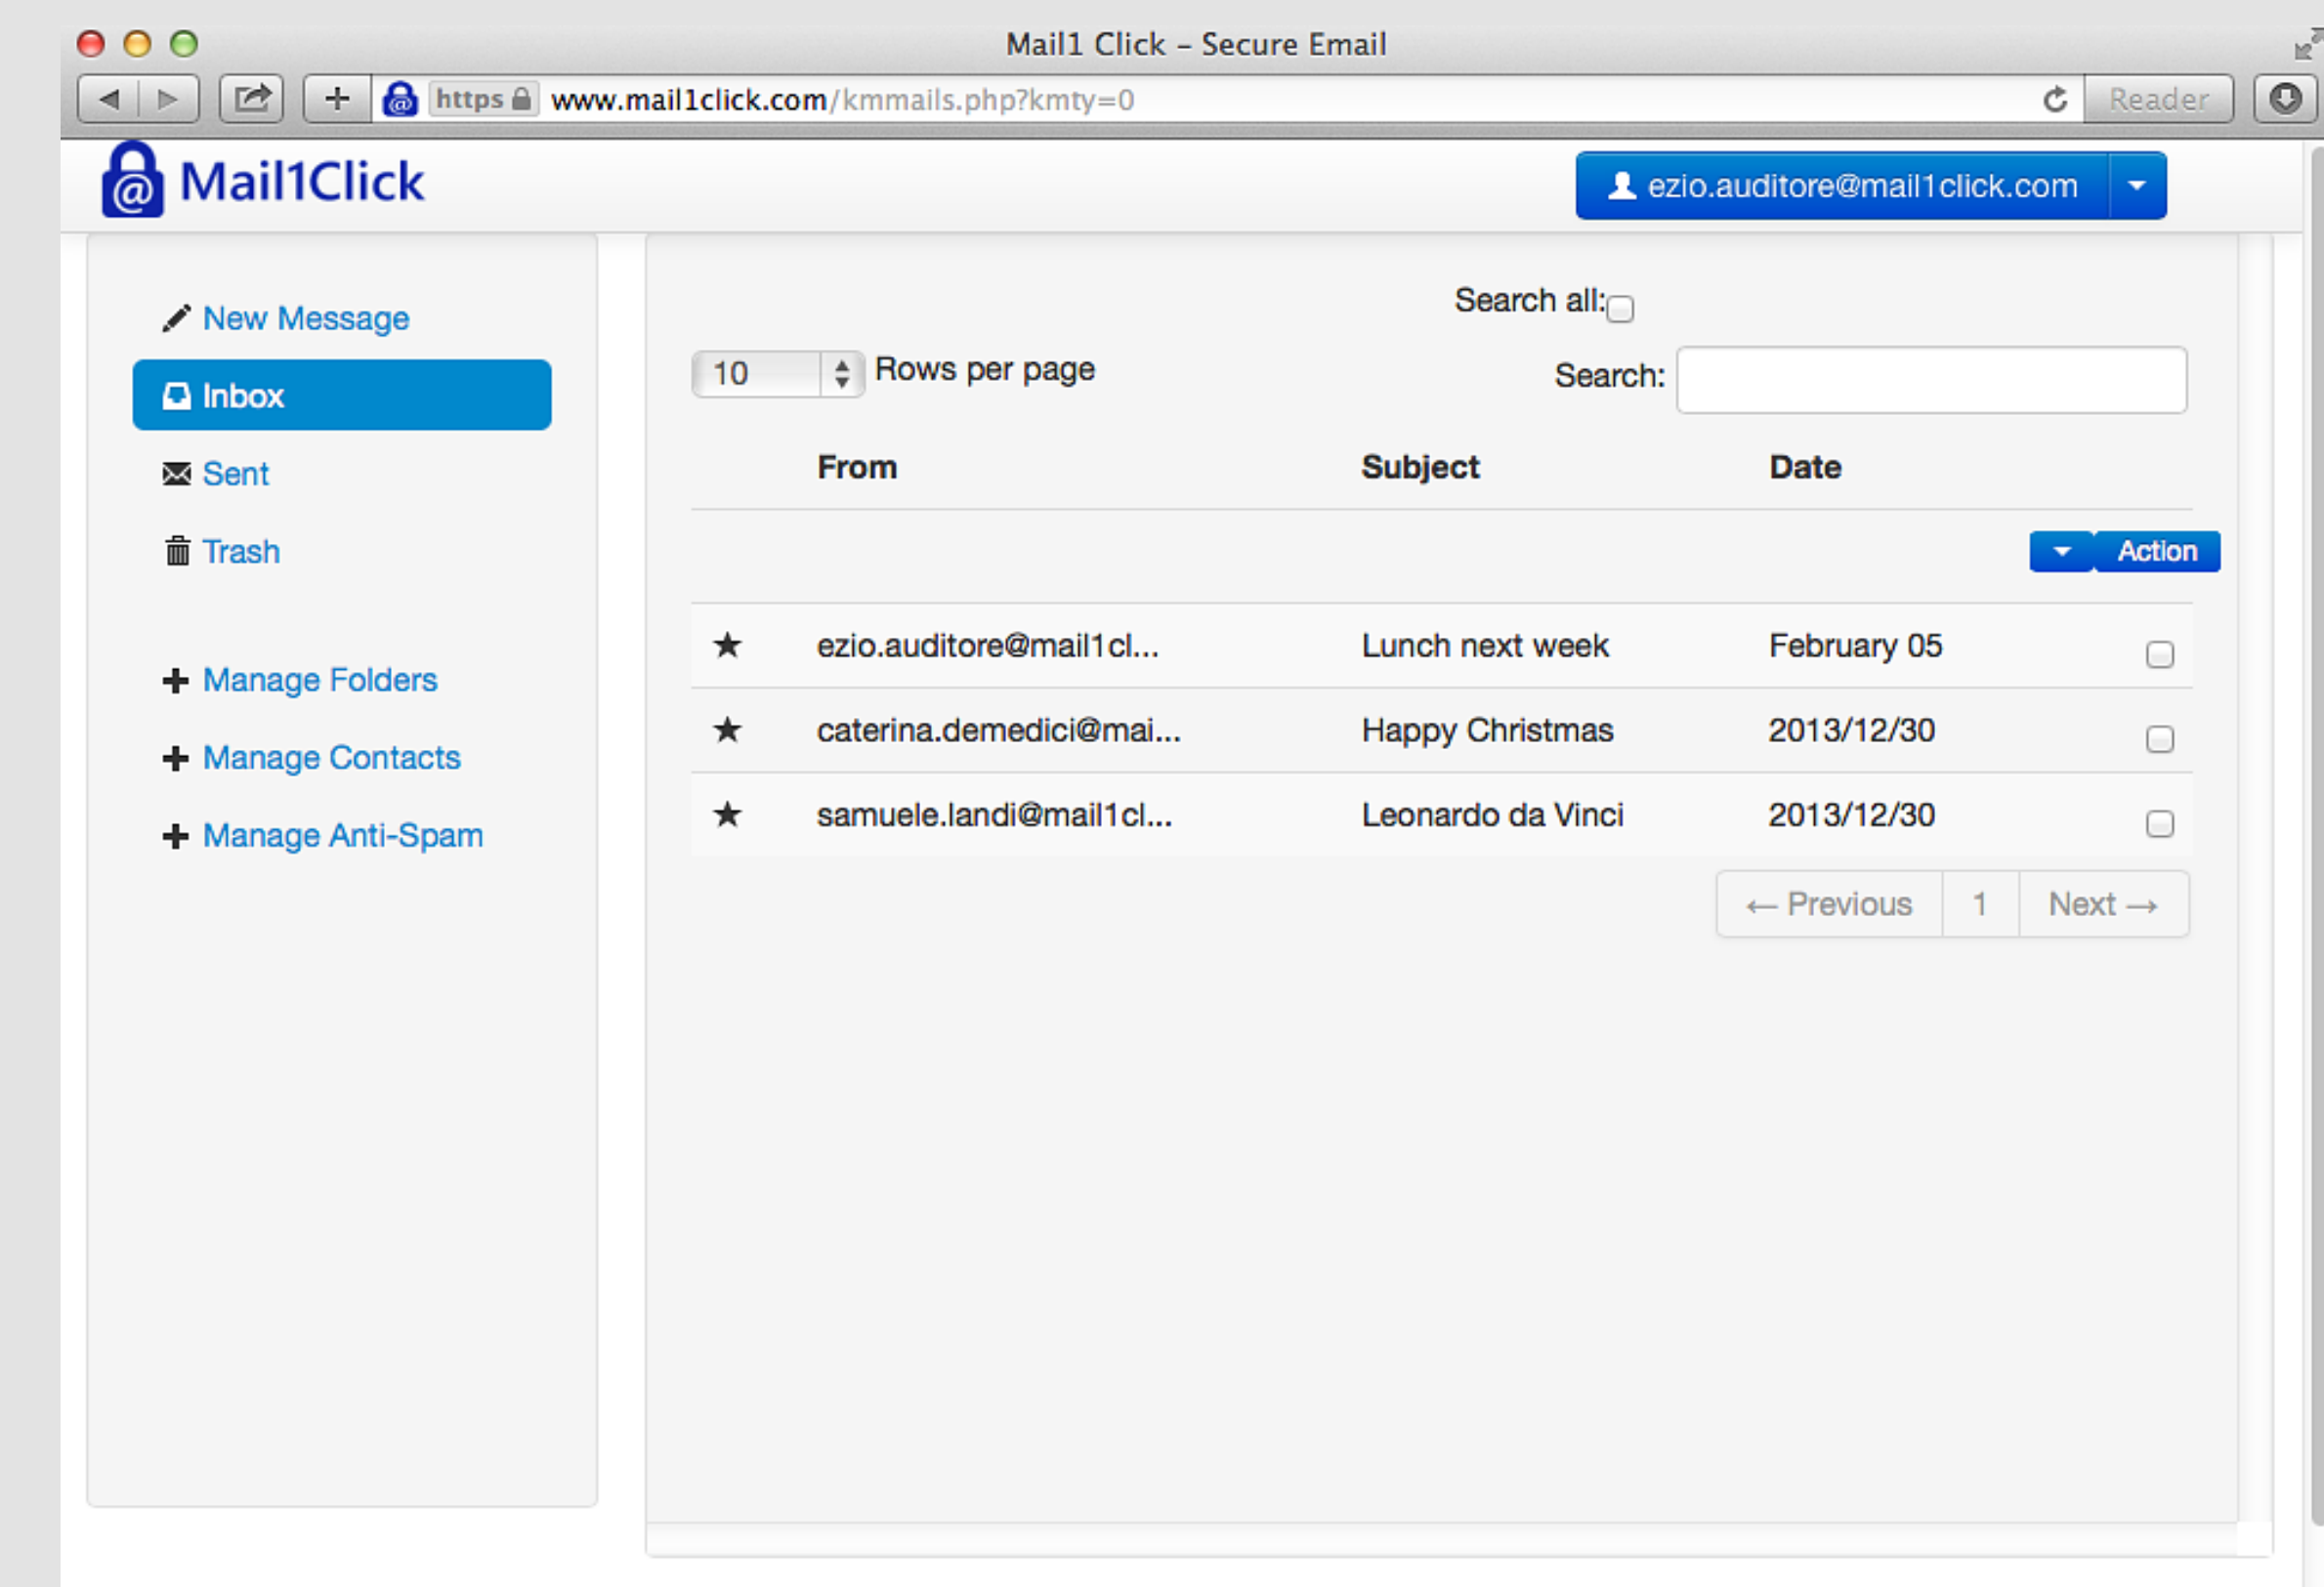 Mail1 Click – Secure Email
https www.mail1click.com/kmmails.php?kmty=0 Reader
Mail1Click
ezio.auditore@mail1click.com
New Message
Inbox
Sent
Trash
Manage Folders
Manage Contacts
Manage Anti-Spam
Search all:
10 Rows per page
Search:
From Subject Date
Action
ezio.auditore@mail1cl... Lunch next week February 05
caterina.demedici@mai... Happy Christmas 2013/12/30
samuele.landi@mail1cl... Leonardo da Vinci 2013/12/30
← Previous 1 Next →